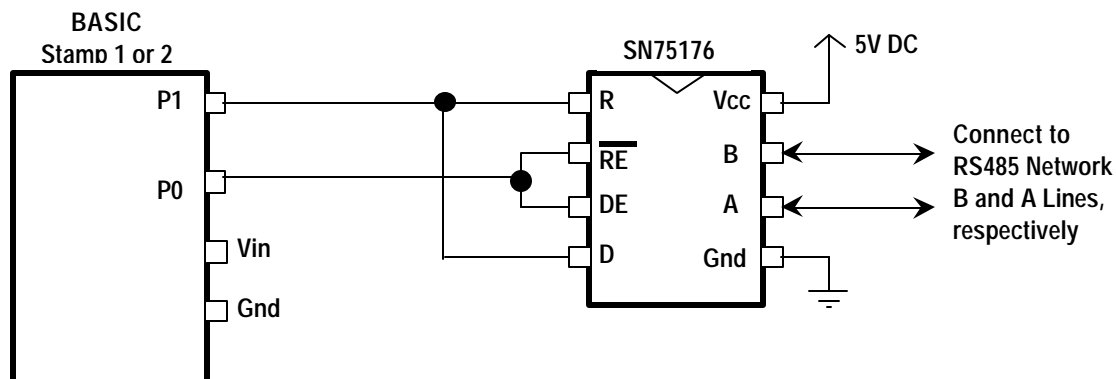 BASIC
Stamp 1 or 2
P1
P0
Vin
Gnd
SN75176
R
RE
DE
D
Vcc
B
A
Gnd
5V DC
Connect to
RS485 Network
B and A Lines,
respectively